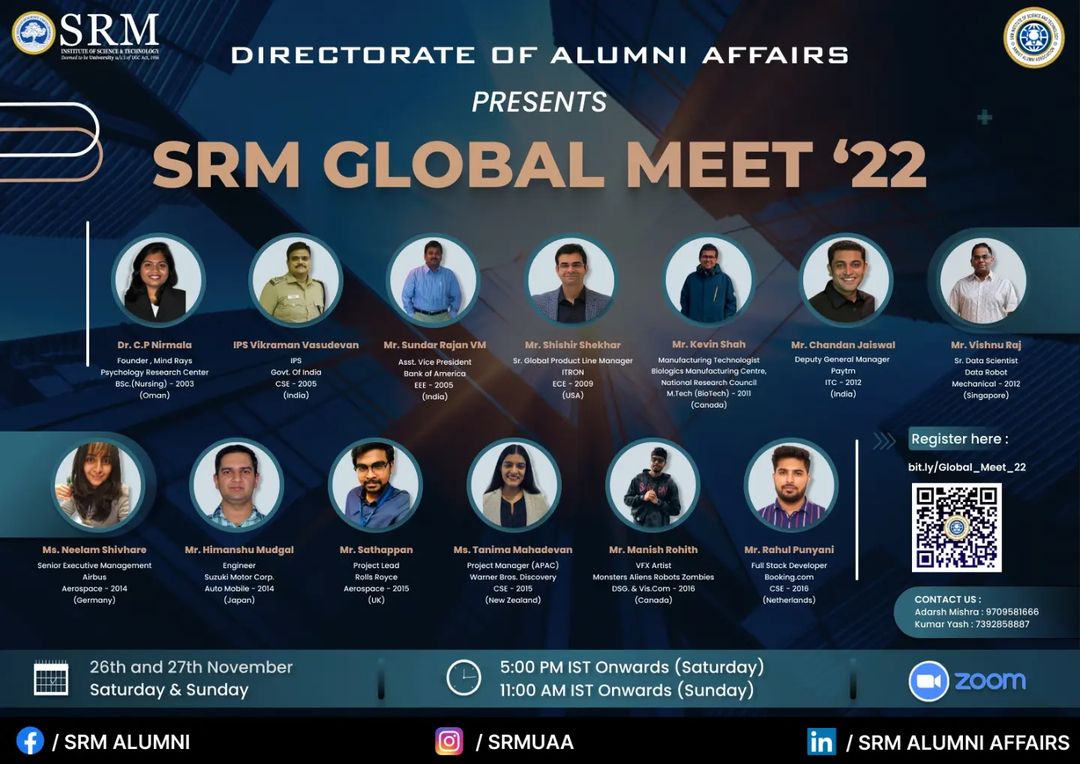 SRM
INSTITUTE OF SCIENCE & TECHNOLOGY
Deemed to be University u/s 3 of UGC Act, 1956
DIRECTORATE OF ALUMNI AFFAIRS
PRESENTS
SRM GLOBAL MEET ‘22
Dr. C.P Nirmala
Founder , Mind Rays
Psychology Research Center
BSc.(Nursing) - 2003
(Oman)
IPS Vikraman Vasudevan
IPS
Govt. Of India
CSE - 2005
(India)
Mr. Sundar Rajan VM
Asst. Vice President
Bank of America
EEE - 2005
(India)
Mr. Shishir Shekhar
Sr. Global Product Line Manager
ITRON
ECE - 2009
(USA)
Mr. Kevin Shah
Manufacturing Technologist
Biologics Manufacturing Centre,
National Research Council
M.Tech (BioTech) - 2011
(Canada)
Mr. Chandan Jaiswal
Deputy General Manager
Paytm
ITC - 2012
(India)
Mr. Vishnu Raj
Sr. Data Scientist
Data Robot
Mechanical - 2012
(Singapore)
Ms. Neelam Shivhare
Senior Executive Management
Airbus
Aerospace - 2014
(Germany)
Mr. Himanshu Mudgal
Engineer
Suzuki Motor Corp.
Auto Mobile - 2014
(Japan)
Mr. Sathappan
Project Lead
Rolls Royce
Aerospace - 2015
(UK)
Ms. Tanima Mahadevan
Project Manager (APAC)
Warner Bros. Discovery
CSE - 2015
(New Zealand)
Mr. Manish Rohith
VFX Artist
Monsters Aliens Robots Zombies
DSG. & Vis.Com - 2016
(Canada)
Mr. Rahul Punyani
Full Stack Developer
Booking.com
CSE - 2016
(Netherlands)
Register here :
bit.ly/Global_Meet_22
CONTACT US :
Adarsh Mishra : 9709581666
Kumar Yash : 7392858887
26th and 27th November
Saturday & Sunday
5:00 PM IST Onwards (Saturday)
11:00 AM IST Onwards (Sunday)
zoom
/ SRM ALUMNI
/ SRMUAA
/ SRM ALUMNI AFFAIRS